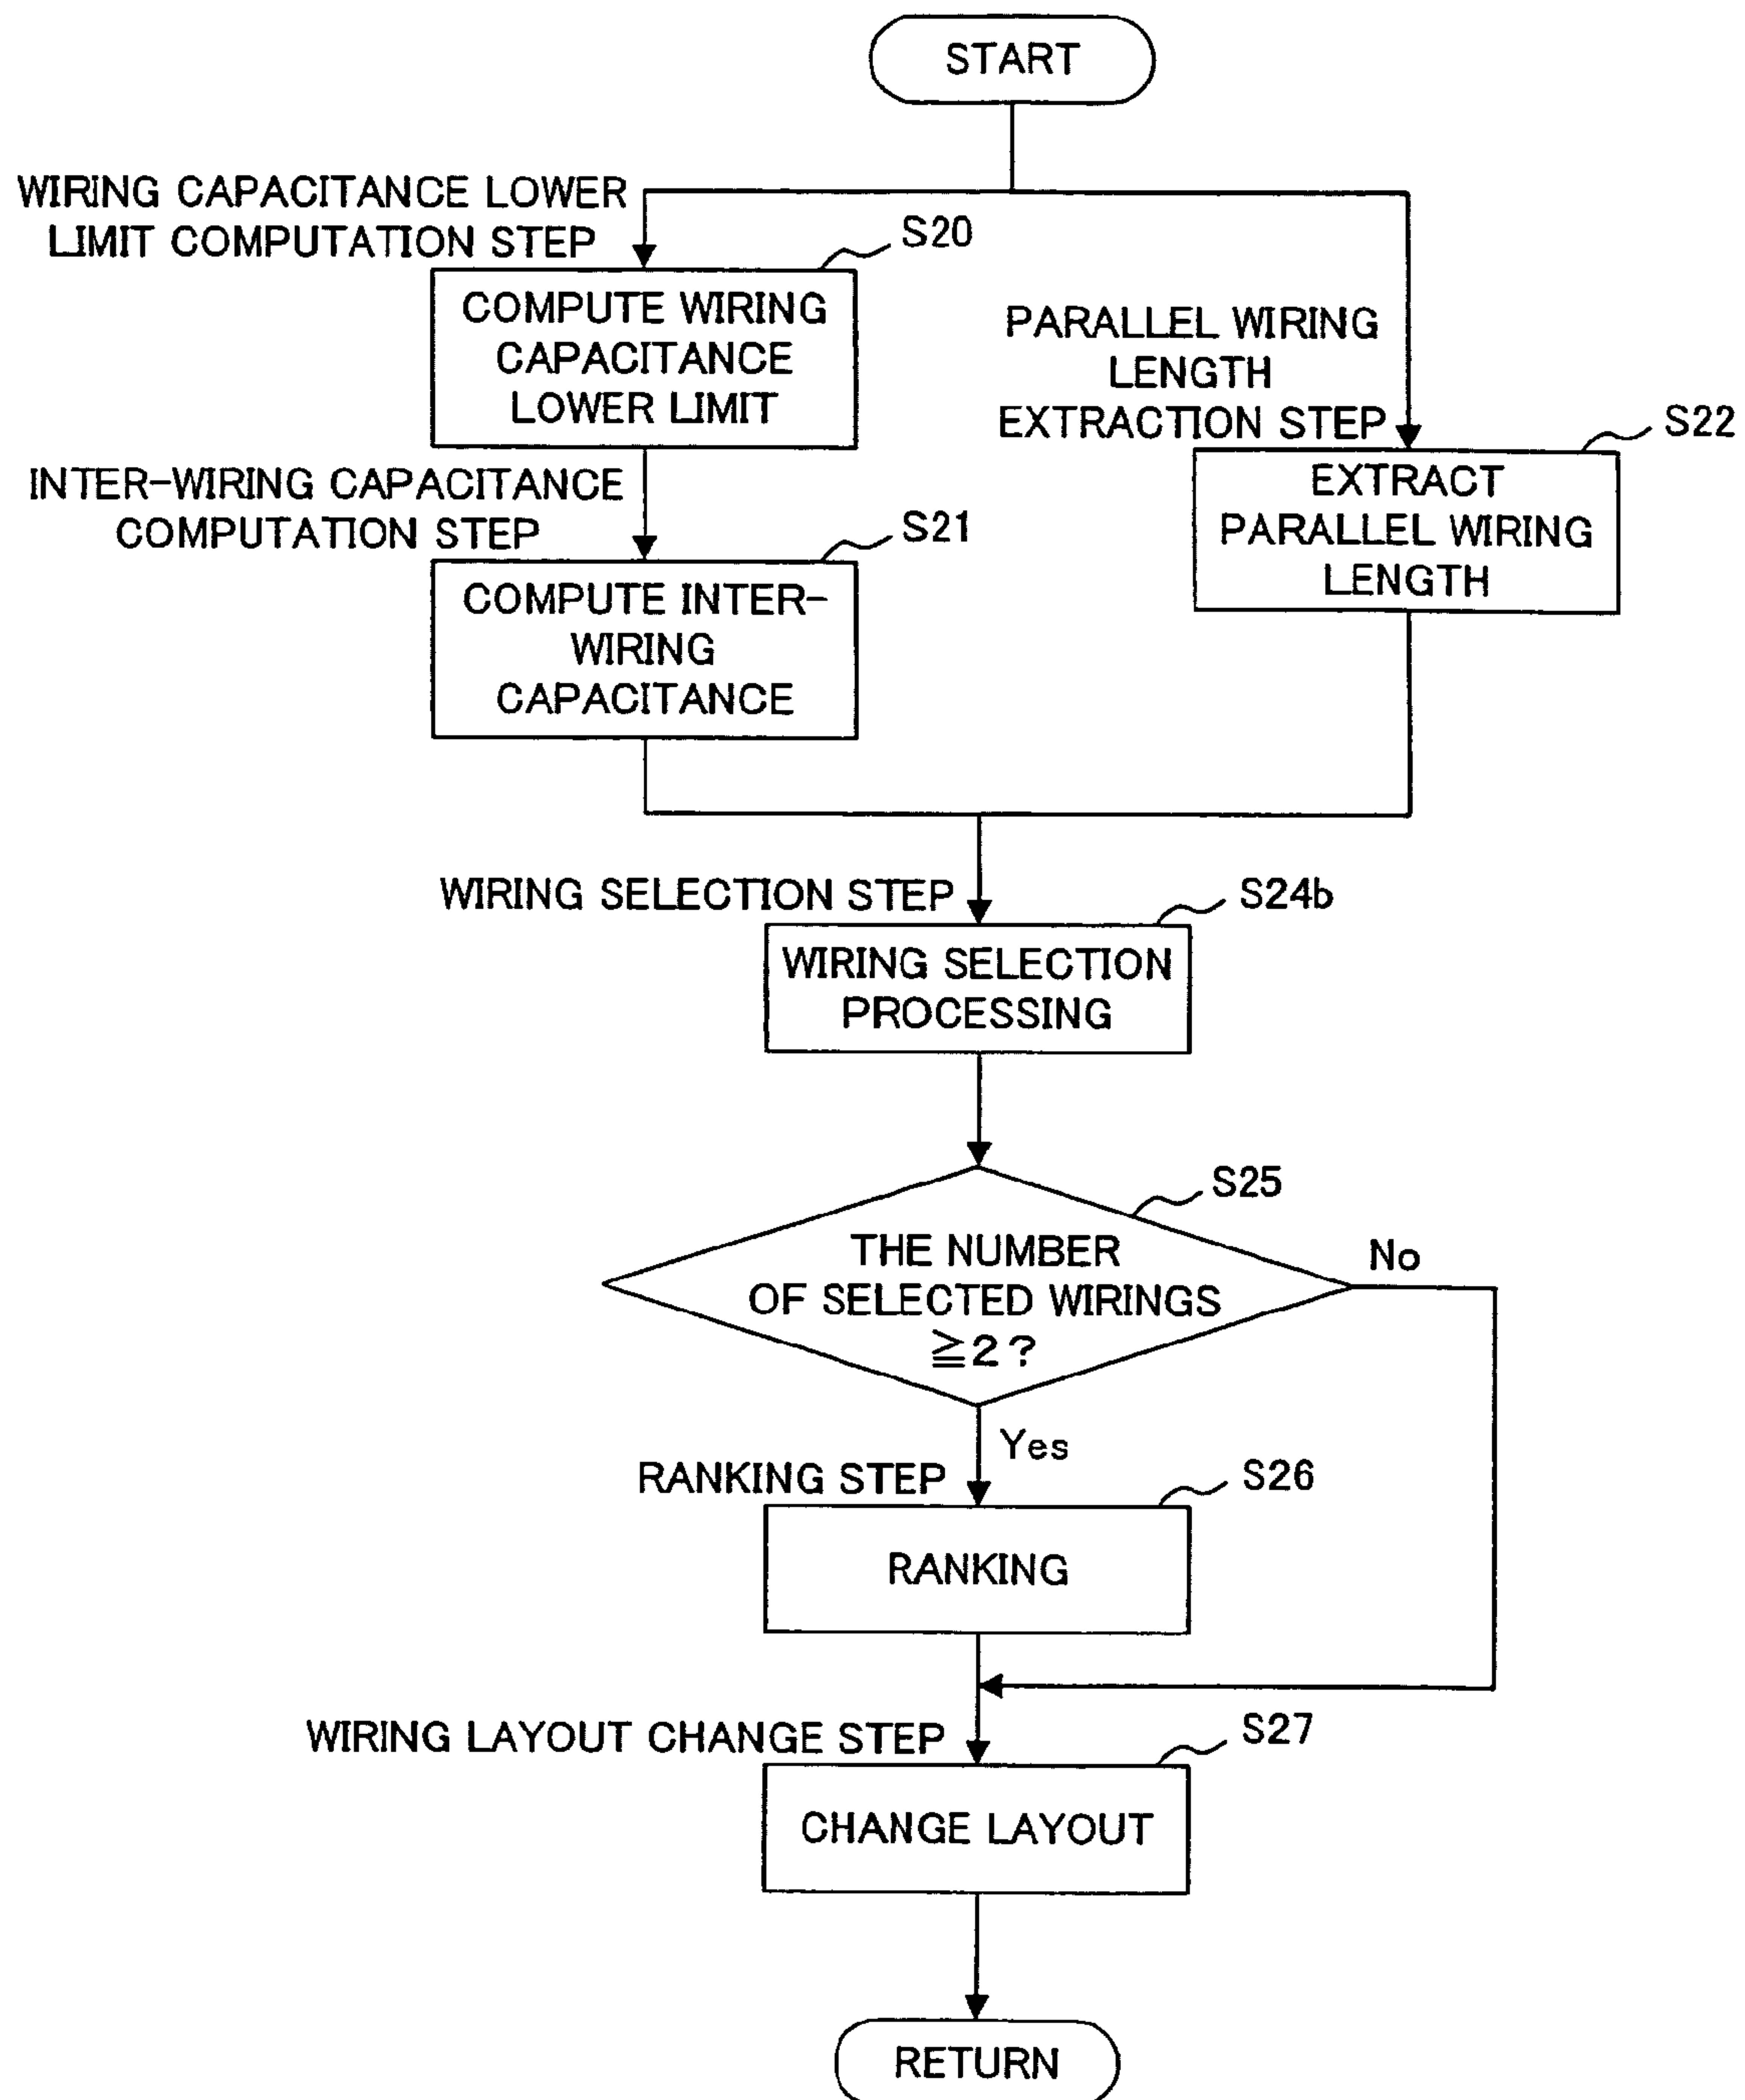 START
WIRING CAPACITANCE LOWER
LIMIT COMPUTATION STEP
S20
COMPUTE WIRING
CAPACITANCE
LOWER LIMIT
PARALLEL WIRING
LENGTH
EXTRACTION STEP
S22
EXTRACT
PARALLEL WIRING
LENGTH
INTER-WIRING CAPACITANCE
COMPUTATION STEP
S21
COMPUTE INTER-
WIRING
CAPACITANCE
WIRING SELECTION STEP
S24b
WIRING SELECTION
PROCESSING
S25
THE NUMBER
OF SELECTED WIRINGS
≧2?
No
Yes
RANKING STEP
S26
RANKING
WIRING LAYOUT CHANGE STEP
S27
CHANGE LAYOUT
RETURN